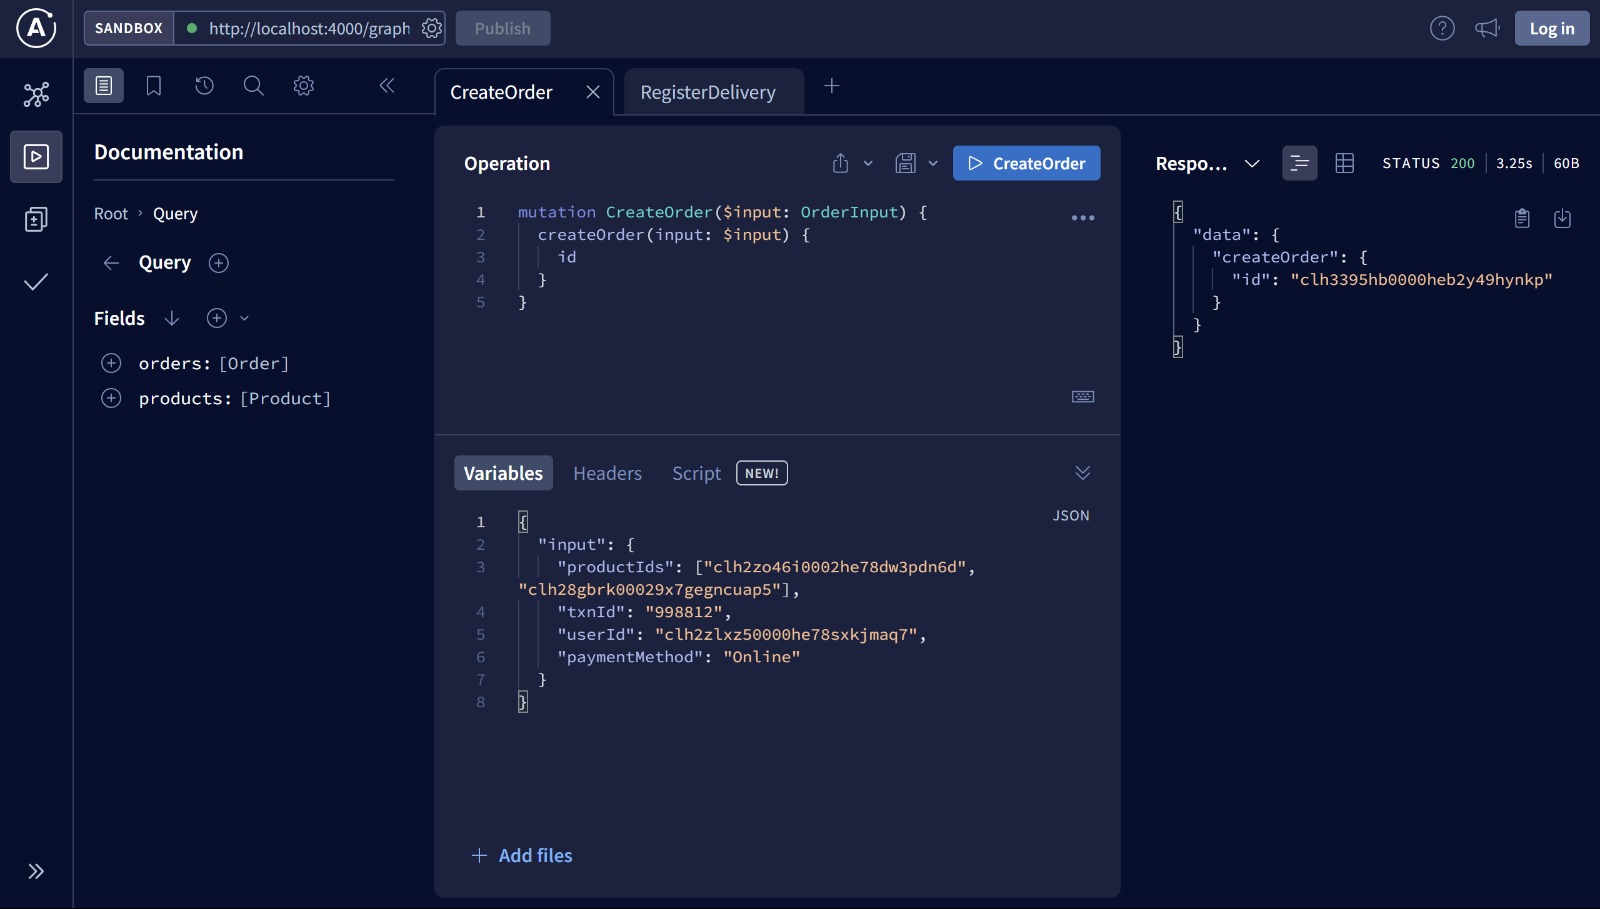 SANDBOX
http://localhost:4000/graph
Publish
Log in
CreateOrder
RegisterDelivery
Documentation
Root › Query
Query
Fields
orders: [Order]
products: [Product]
Operation
CreateOrder
1 mutation CreateOrder($input: OrderInput) {
2 createOrder(input: $input) {
3 id
4 }
5 }
Variables
Headers
Script
NEW!
JSON
1 {
2 "input": {
3 "productIds": ["clh2zo46i0002he78dw3pdn6d",
"clh28gbrk00029x7gegncuap5"],
4 "txnId": "998812",
5 "userId": "clh2zlxz50000he78sxkjmaq7",
6 "paymentMethod": "Online"
7 }
8 }
Add files
Respo...
STATUS 200
3.25s
60B
{
"data": {
"createOrder": {
"id": "clh3395hb0000heb2y49hynkp"
}
}
}